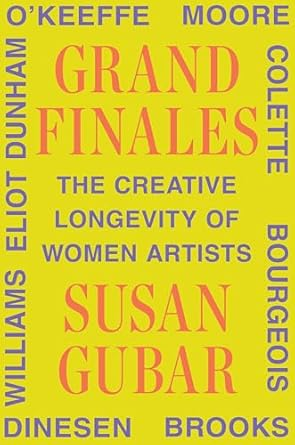 O'KEEFFE MOORE
GRAND
FINALES
THE CREATIVE
LONGEVITY OF
WOMEN ARTISTS
SUSAN
GUBAR
COLETTE BOURGEOIS
WILLIAMS ELIOT DUNHAM
DINESEN BROOKS